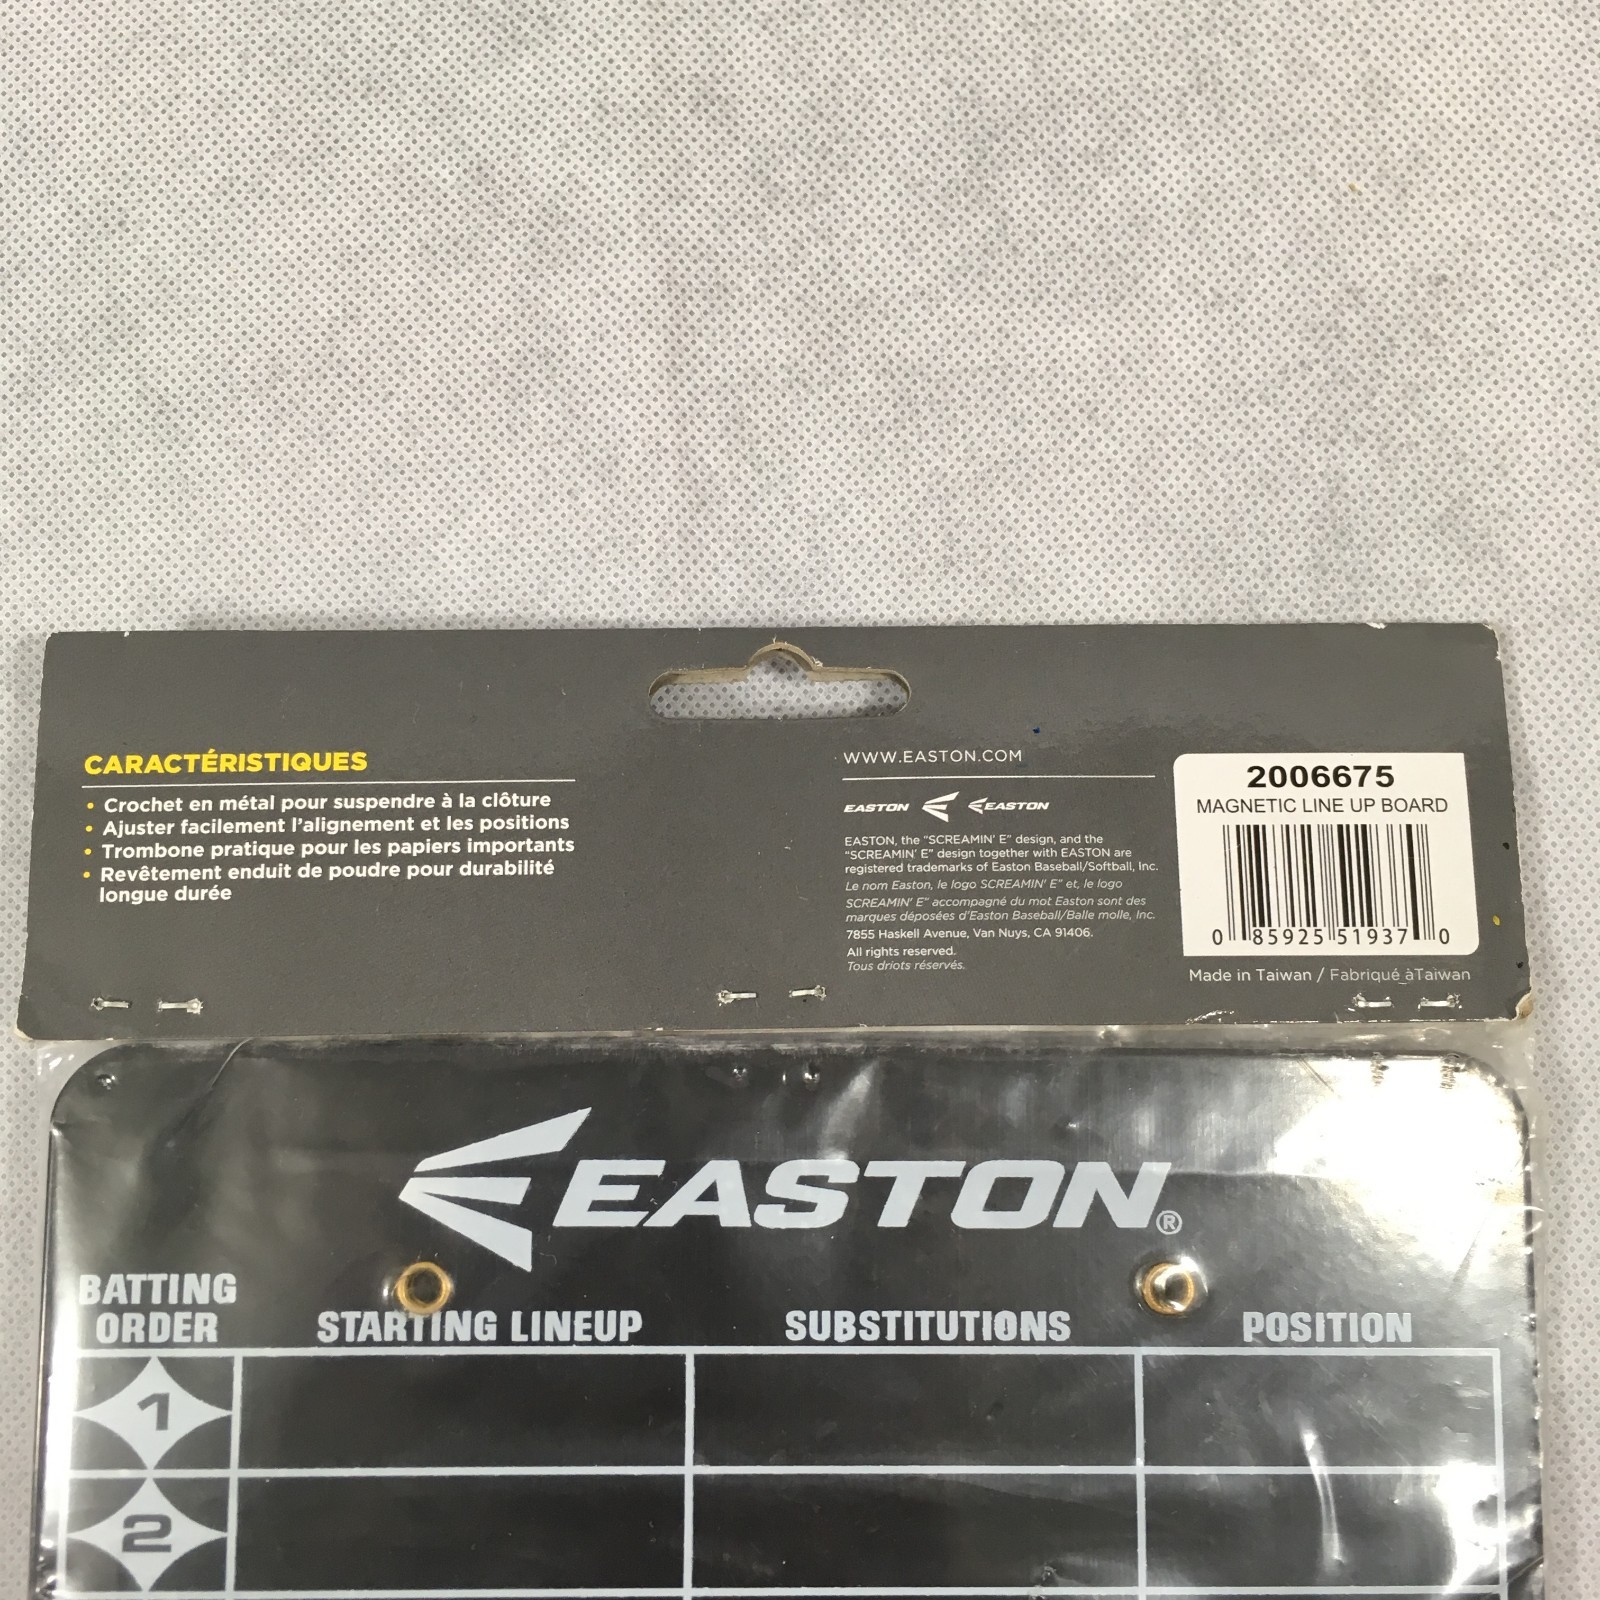 CARACTÉRISTIQUES
• Crochet en métal pour suspendre à la clôture
• Ajuster facilement l'alignement et les positions
• Trombone pratique pour les papiers importants
• Revêtement enduit de poudre pour durabilité
longue durée
WWW.EASTON.COM
EASTON EASTON
EASTON, the "SCREAMIN' E" design, and the
"SCREAMIN' E" design together with EASTON are
registered trademarks of Easton Baseball/Softball, Inc.
Le nom Easton, le logo SCREAMIN' E" et, le logo
SCREAMIN' E" accompagné du mot Easton sont des
marques déposées d'Easton Baseball/Balle molle, Inc.
7855 Haskell Avenue, Van Nuys, CA 91406.
All rights reserved.
Tous driots réservés.
2006675
MAGNETIC LINE UP BOARD
0 85925 51937 0
Made in Taiwan / Fabriqué àTaiwan
EASTON®
BATTING
ORDER
STARTING LINEUP
SUBSTITUTIONS
POSITION
1
2